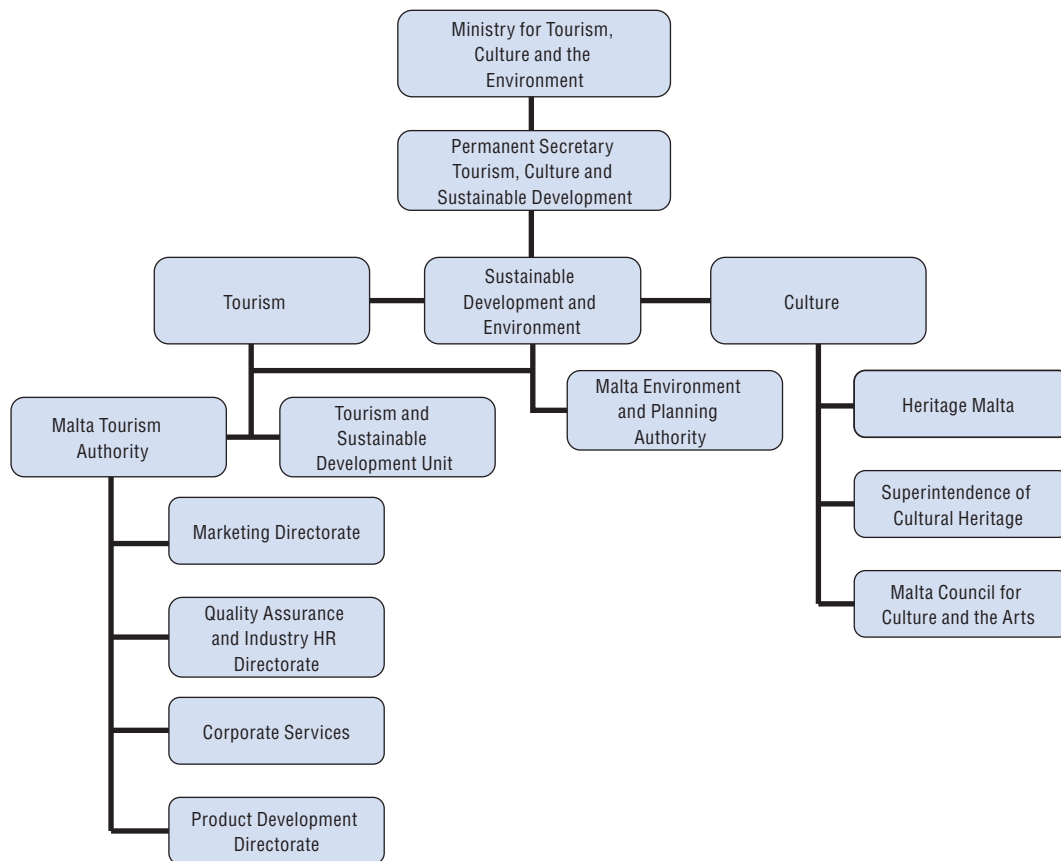 Ministry for Tourism,
Culture and the
Environment
Permanent Secretary
Tourism, Culture and
Sustainable Development
Tourism
Sustainable
Development and
Environment
Culture
Malta Tourism
Authority
Tourism and
Sustainable
Development Unit
Malta Environment
and Planning
Authority
Heritage Malta
Superintendence of
Cultural Heritage
Malta Council for
Culture and the Arts
Marketing Directorate
Quality Assurance
and Industry HR
Directorate
Corporate Services
Product Development
Directorate